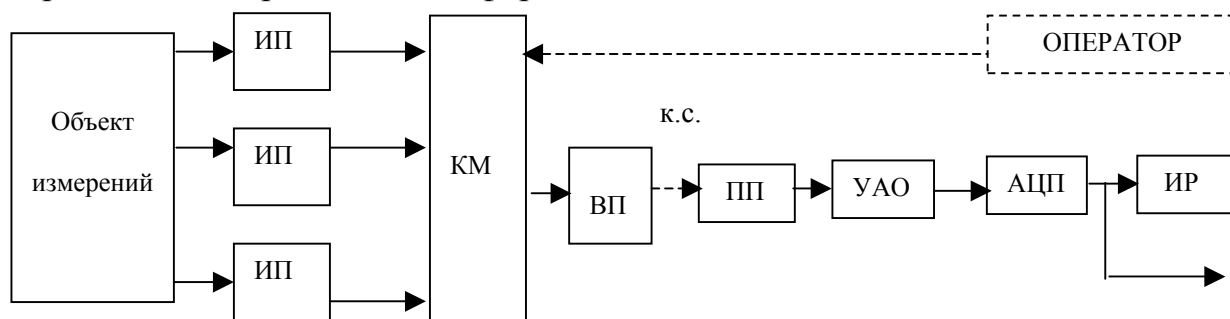 ИП
ОПЕРАТОР
Объект
измерений
КМ
к.с.
ИП
ВП
ПП
УАО
АЦП
ИР
ИП